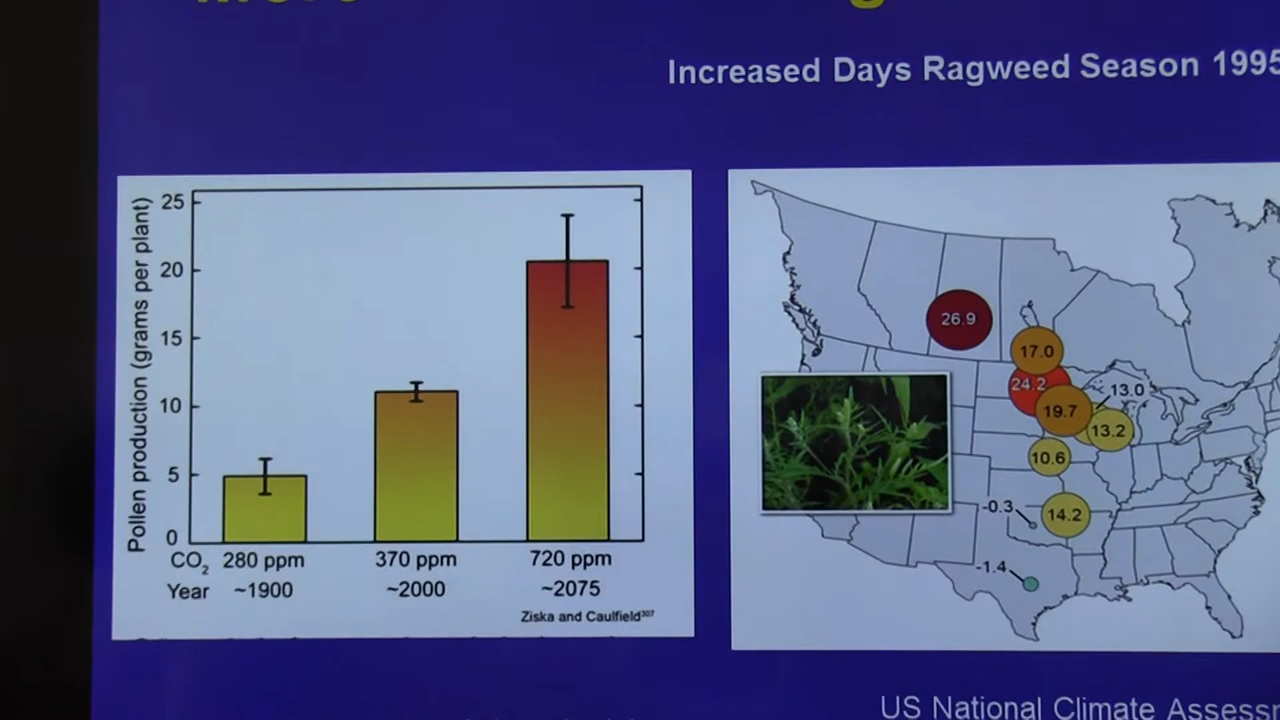 Increased Days Ragweed Season 1995
Pollen production (grams per plant)
25
20
15
10
5
0
CO2 280 ppm 370 ppm 720 ppm
Year ~1900 ~2000 ~2075
Ziska and Caulfield307
26.9
17.0
24.2
13.0
19.7
13.2
10.6
-0.3
14.2
-1.4
US National Climate